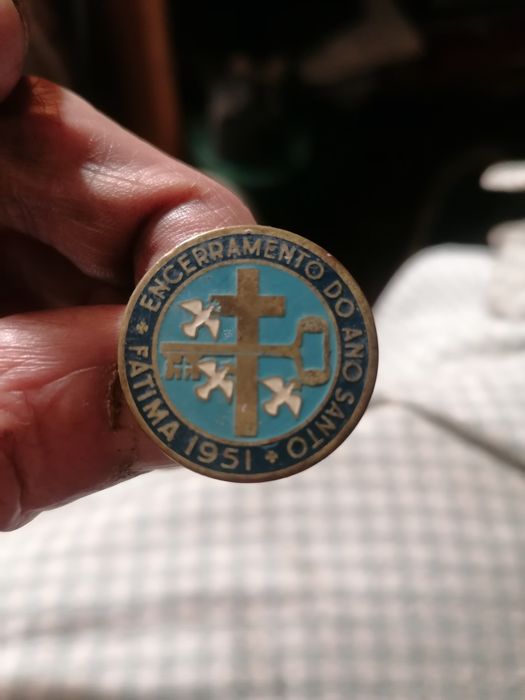 ENCERRAMENTO DO ANO SANTO
FÁTIMA 1951